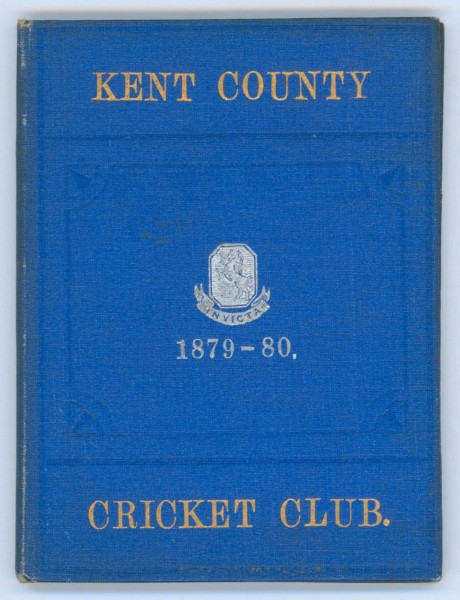 KENT COUNTY
INVICTA
1879-80.
CRICKET CLUB.